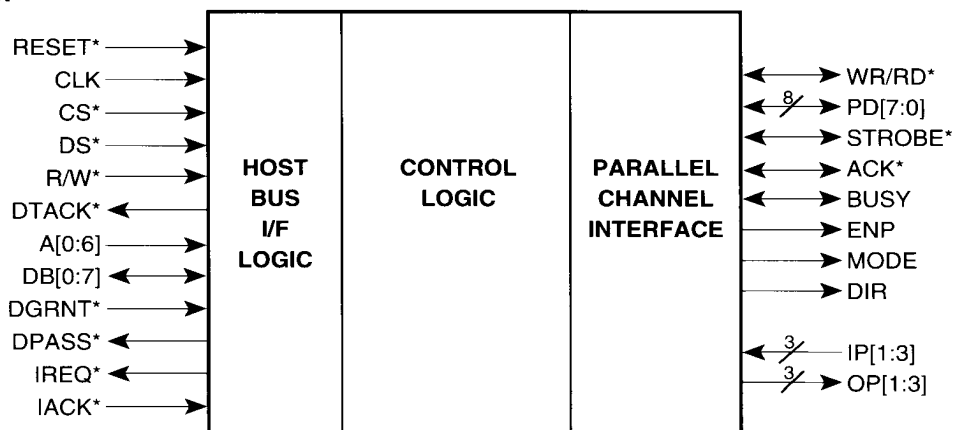 RESET*
CLK
CS*
DS*
R/W*
DTACK*
A[0:6]
DB[0:7]
DGRNT*
DPASS*
IREQ*
IACK*
HOST
BUS
I/F
LOGIC
CONTROL
LOGIC
PARALLEL
CHANNEL
INTERFACE
WR/RD*
8 PD[7:0]
STROBE*
ACK*
BUSY
ENP
MODE
DIR
3 IP[1:3]
3 OP[1:3]